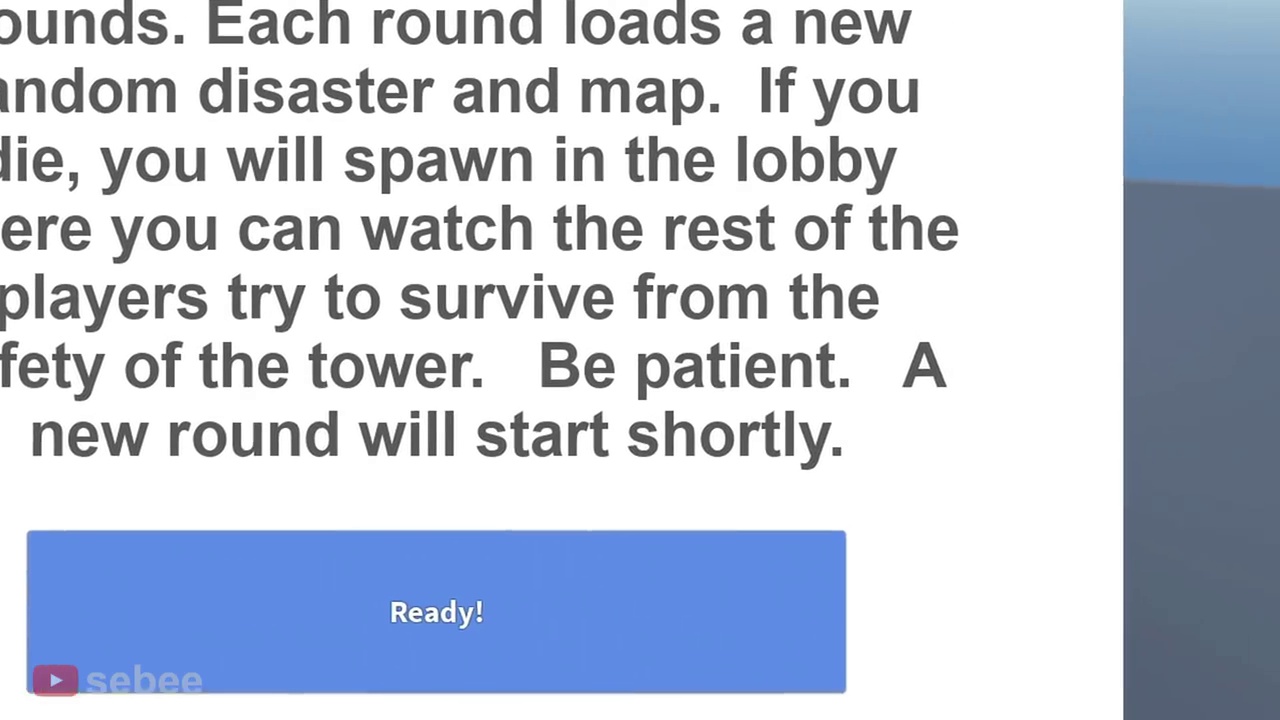 ounds. Each round loads a new
andom disaster and map. If you
die, you will spawn in the lobby
ere you can watch the rest of the
players try to survive from the
fety of the tower. Be patient. A
new round will start shortly.
Ready!
sebee